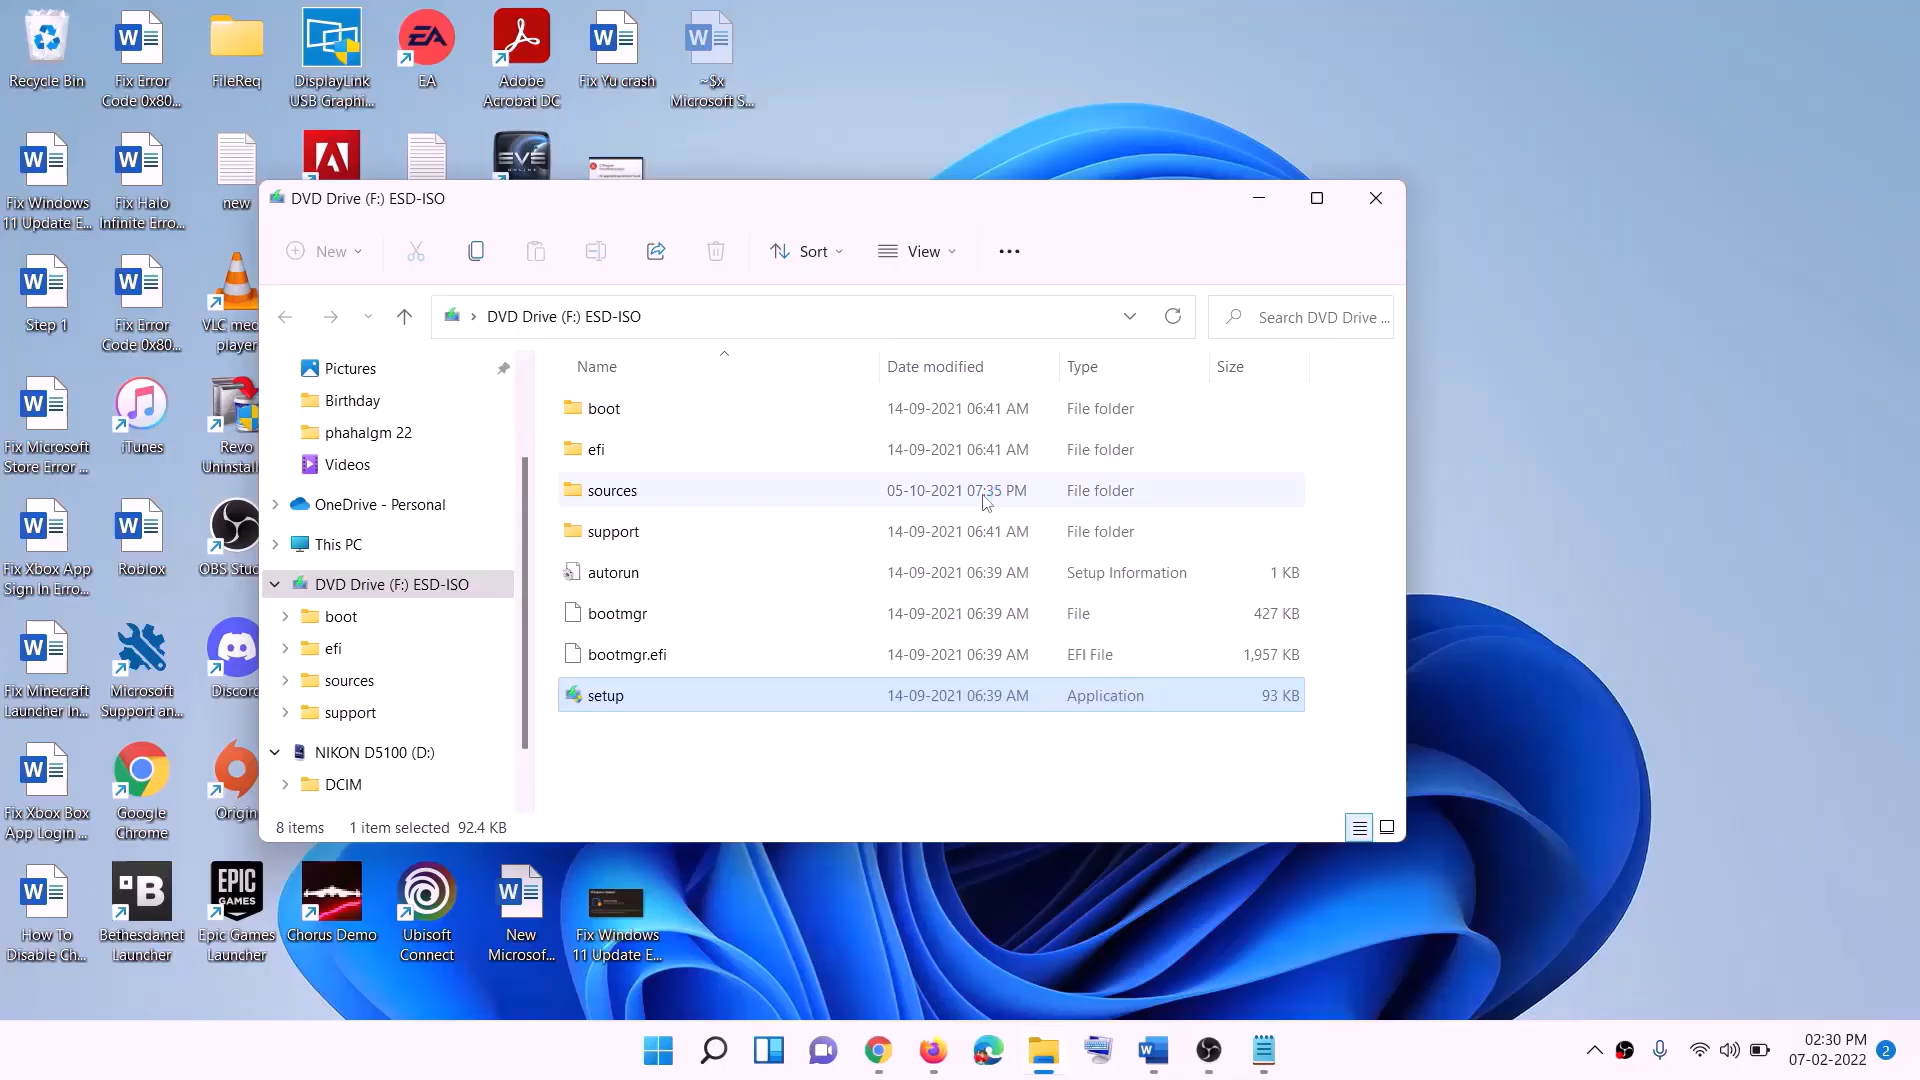 Recycle Bin
Fix Error
Code 0x80...
FileReq
DisplayLink
USB Graphi...
EA
Adobe
Acrobat DC
Fix Yu crash
~$x
Microsoft S...
Fix Windows
11 Update E...
Fix Halo
Infinite Erro...
new
EVE
ONLINE
Step 1
Fix Error
Code 0x80...
VLC med
player
Fix Microsoft
Store Error ...
iTunes
Revo
Uninstal
Fix Xbox App
Sign In Erro...
Roblox
OBS Stud
Fix Minecraft
Launcher In...
Microsoft
Support an...
Discord
Fix Xbox Box
App Login ...
Google
Chrome
Origin
How To
Disable Ch...
Bethesda.net
Launcher
EPIC
GAMES
Epic Games
Launcher
Chorus Demo
Ubisoft
Connect
New
Microsof...
Fix Windows
11 Update E...
DVD Drive (F:) ESD-ISO
New
Sort
View
DVD Drive (F:) ESD-ISO
Search DVD Drive ...
Pictures
Birthday
phahalgm 22
Videos
OneDrive - Personal
This PC
DVD Drive (F:) ESD-ISO
boot
efi
sources
support
NIKON D5100 (D:)
DCIM
Name Date modified Type Size
boot 14-09-2021 06:41 AM File folder
efi 14-09-2021 06:41 AM File folder
sources 05-10-2021 07:35 PM File folder
support 14-09-2021 06:41 AM File folder
autorun 14-09-2021 06:39 AM Setup Information 1 KB
bootmgr 14-09-2021 06:39 AM File 427 KB
bootmgr.efi 14-09-2021 06:39 AM EFI File 1,957 KB
setup 14-09-2021 06:39 AM Application 93 KB
8 items 1 item selected 92.4 KB
02:30 PM
07-02-2022
2